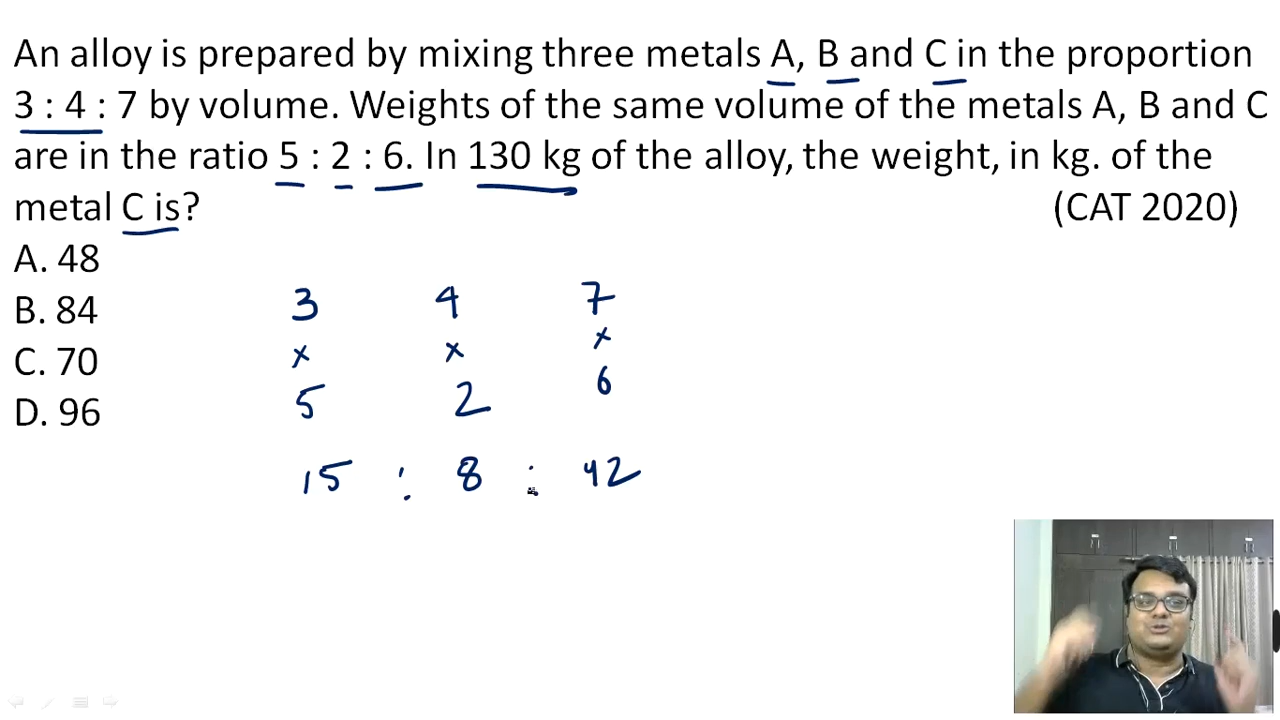 An alloy is prepared by mixing three metals A, B and C in the proportion
3 : 4 : 7 by volume. Weights of the same volume of the metals A, B and C
are in the ratio 5 : 2 : 6. In 130 kg of the alloy, the weight, in kg. of the
metal C is? (CAT 2020)
A. 48
B. 84
C. 70
D. 96
3 4 7
× × ×
5 2 6
15 : 8 : 42